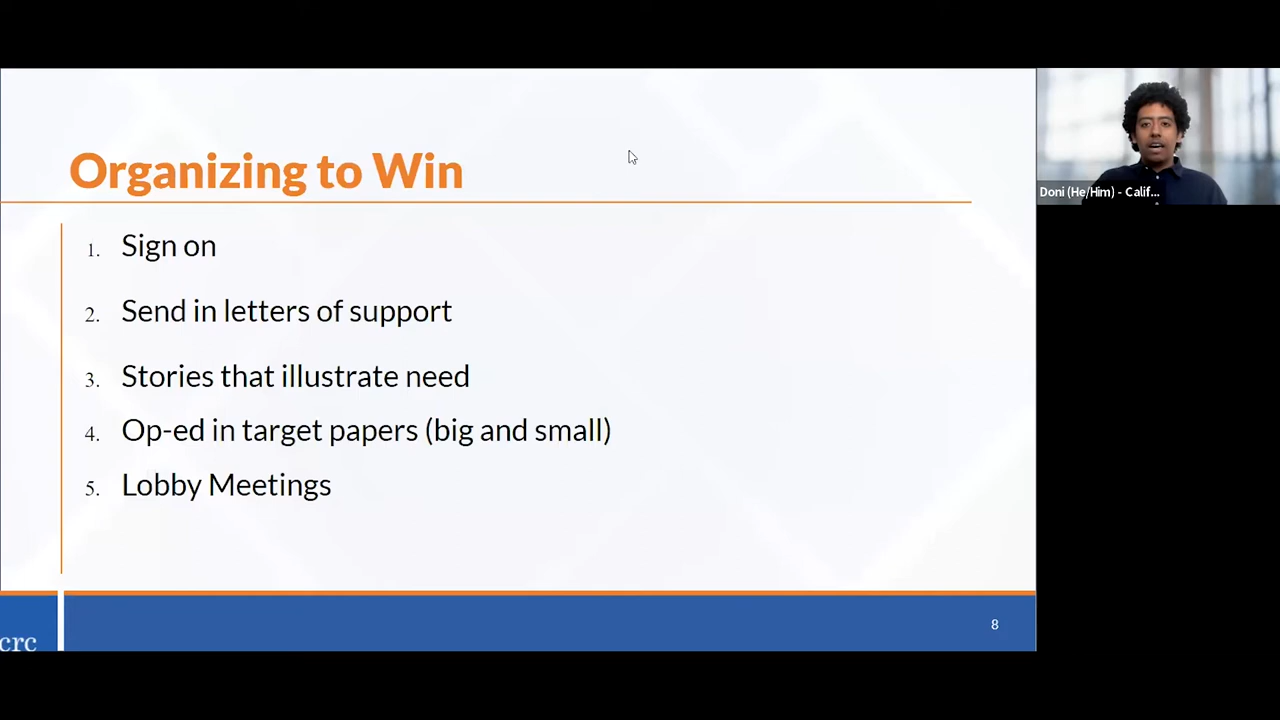 Organizing to Win
1. Sign on
2. Send in letters of support
3. Stories that illustrate need
4. Op-ed in target papers (big and small)
5. Lobby Meetings
8
crc
Doni (He/Him) - Calif...